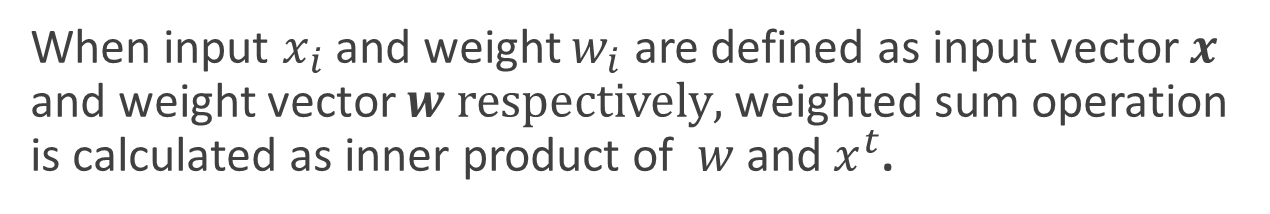 When input 𝑥ᵢ and weight 𝑤ᵢ are defined as input vector 𝒙
and weight vector 𝒘 respectively, weighted sum operation
is calculated as inner product of 𝑤 and 𝑥ᵗ.